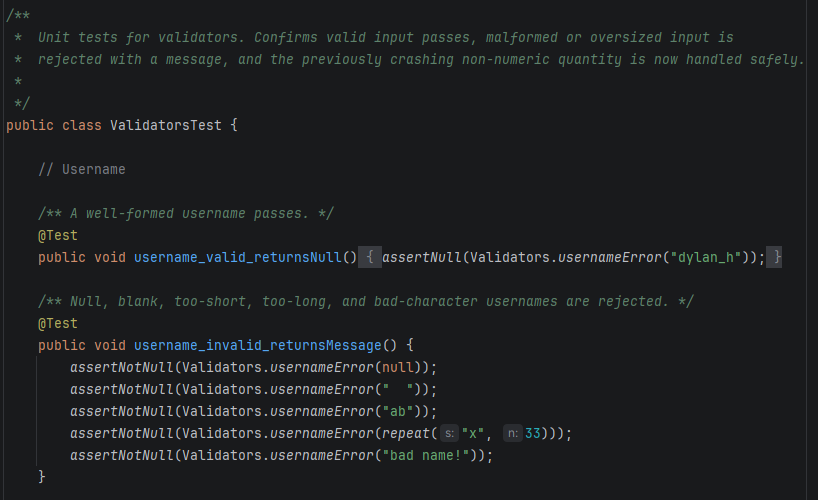 /**
 *  Unit tests for validators. Confirms valid input passes, malformed or oversized input is
 *  rejected with a message, and the previously crashing non-numeric quantity is now handled safely.
 *
 */
public class ValidatorsTest {
// Username
/** A well-formed username passes. */
@Test
public void username_valid_returnsNull() { assertNull(Validators.usernameError("dylan_h")); }
/** Null, blank, too-short, too-long, and bad-character usernames are rejected. */
@Test
public void username_invalid_returnsMessage() {
assertNotNull(Validators.usernameError(null));
assertNotNull(Validators.usernameError("  "));
assertNotNull(Validators.usernameError("ab"));
assertNotNull(Validators.usernameError(repeat( s: "x", n: 33)));
assertNotNull(Validators.usernameError("bad name!"));
}